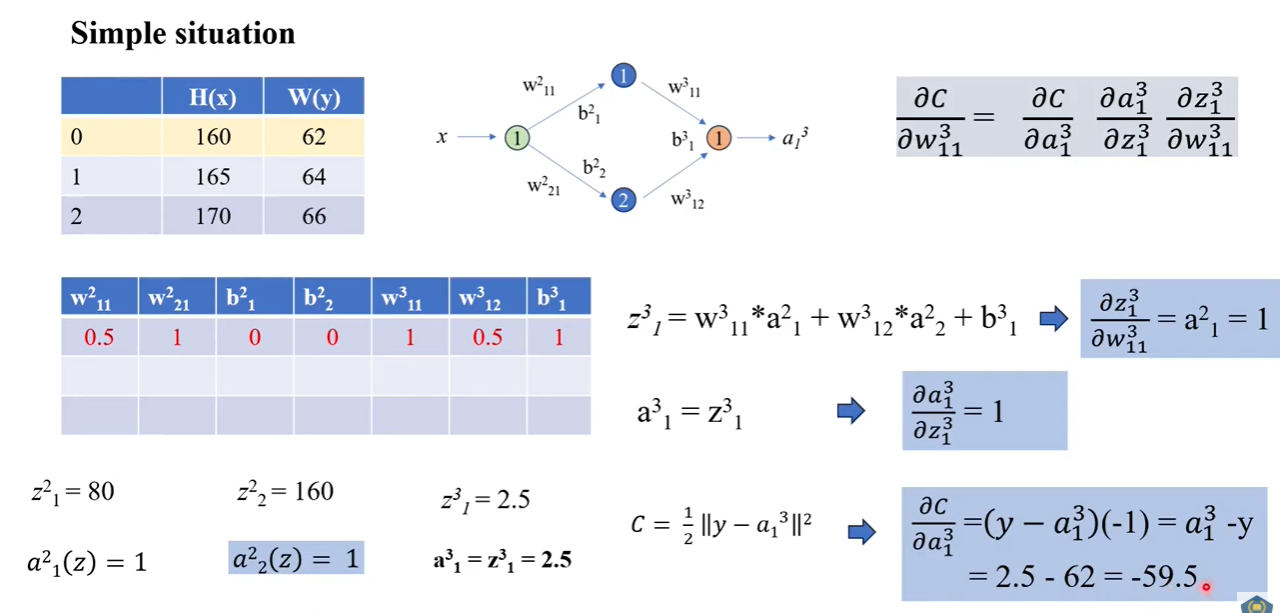 Simple situation
H(x) W(y)
0 160 62
1 165 64
2 170 66
x
1
w²₁₁
b²₁
b²₂
w²₂₁
1
2
w³₁₁
b³₁
w³₁₂
1
a₁³
∂C/∂w³₁₁ = ∂C/∂a³₁ ∂a³₁/∂z³₁ ∂z³₁/∂w³₁₁
w²₁₁ w²₂₁ b²₁ b²₂ w³₁₁ w³₁₂ b³₁
0.5 1 0 0 1 0.5 1
z³₁ = w³₁₁*a²₁ + w³₁₂*a²₂ + b³₁
∂z³₁/∂w³₁₁ = a²₁ = 1
a³₁ = z³₁
∂a³₁/∂z³₁ = 1
z²₁ = 80
z²₂ = 160
z³₁ = 2.5
a²₁(z) = 1
a²₂(z) = 1
a³₁ = z³₁ = 2.5
C = ½ ||y − a₁³||²
∂C/∂a³₁ =(y − a³₁)(-1) = a³₁ -y
= 2.5 - 62 = -59.5